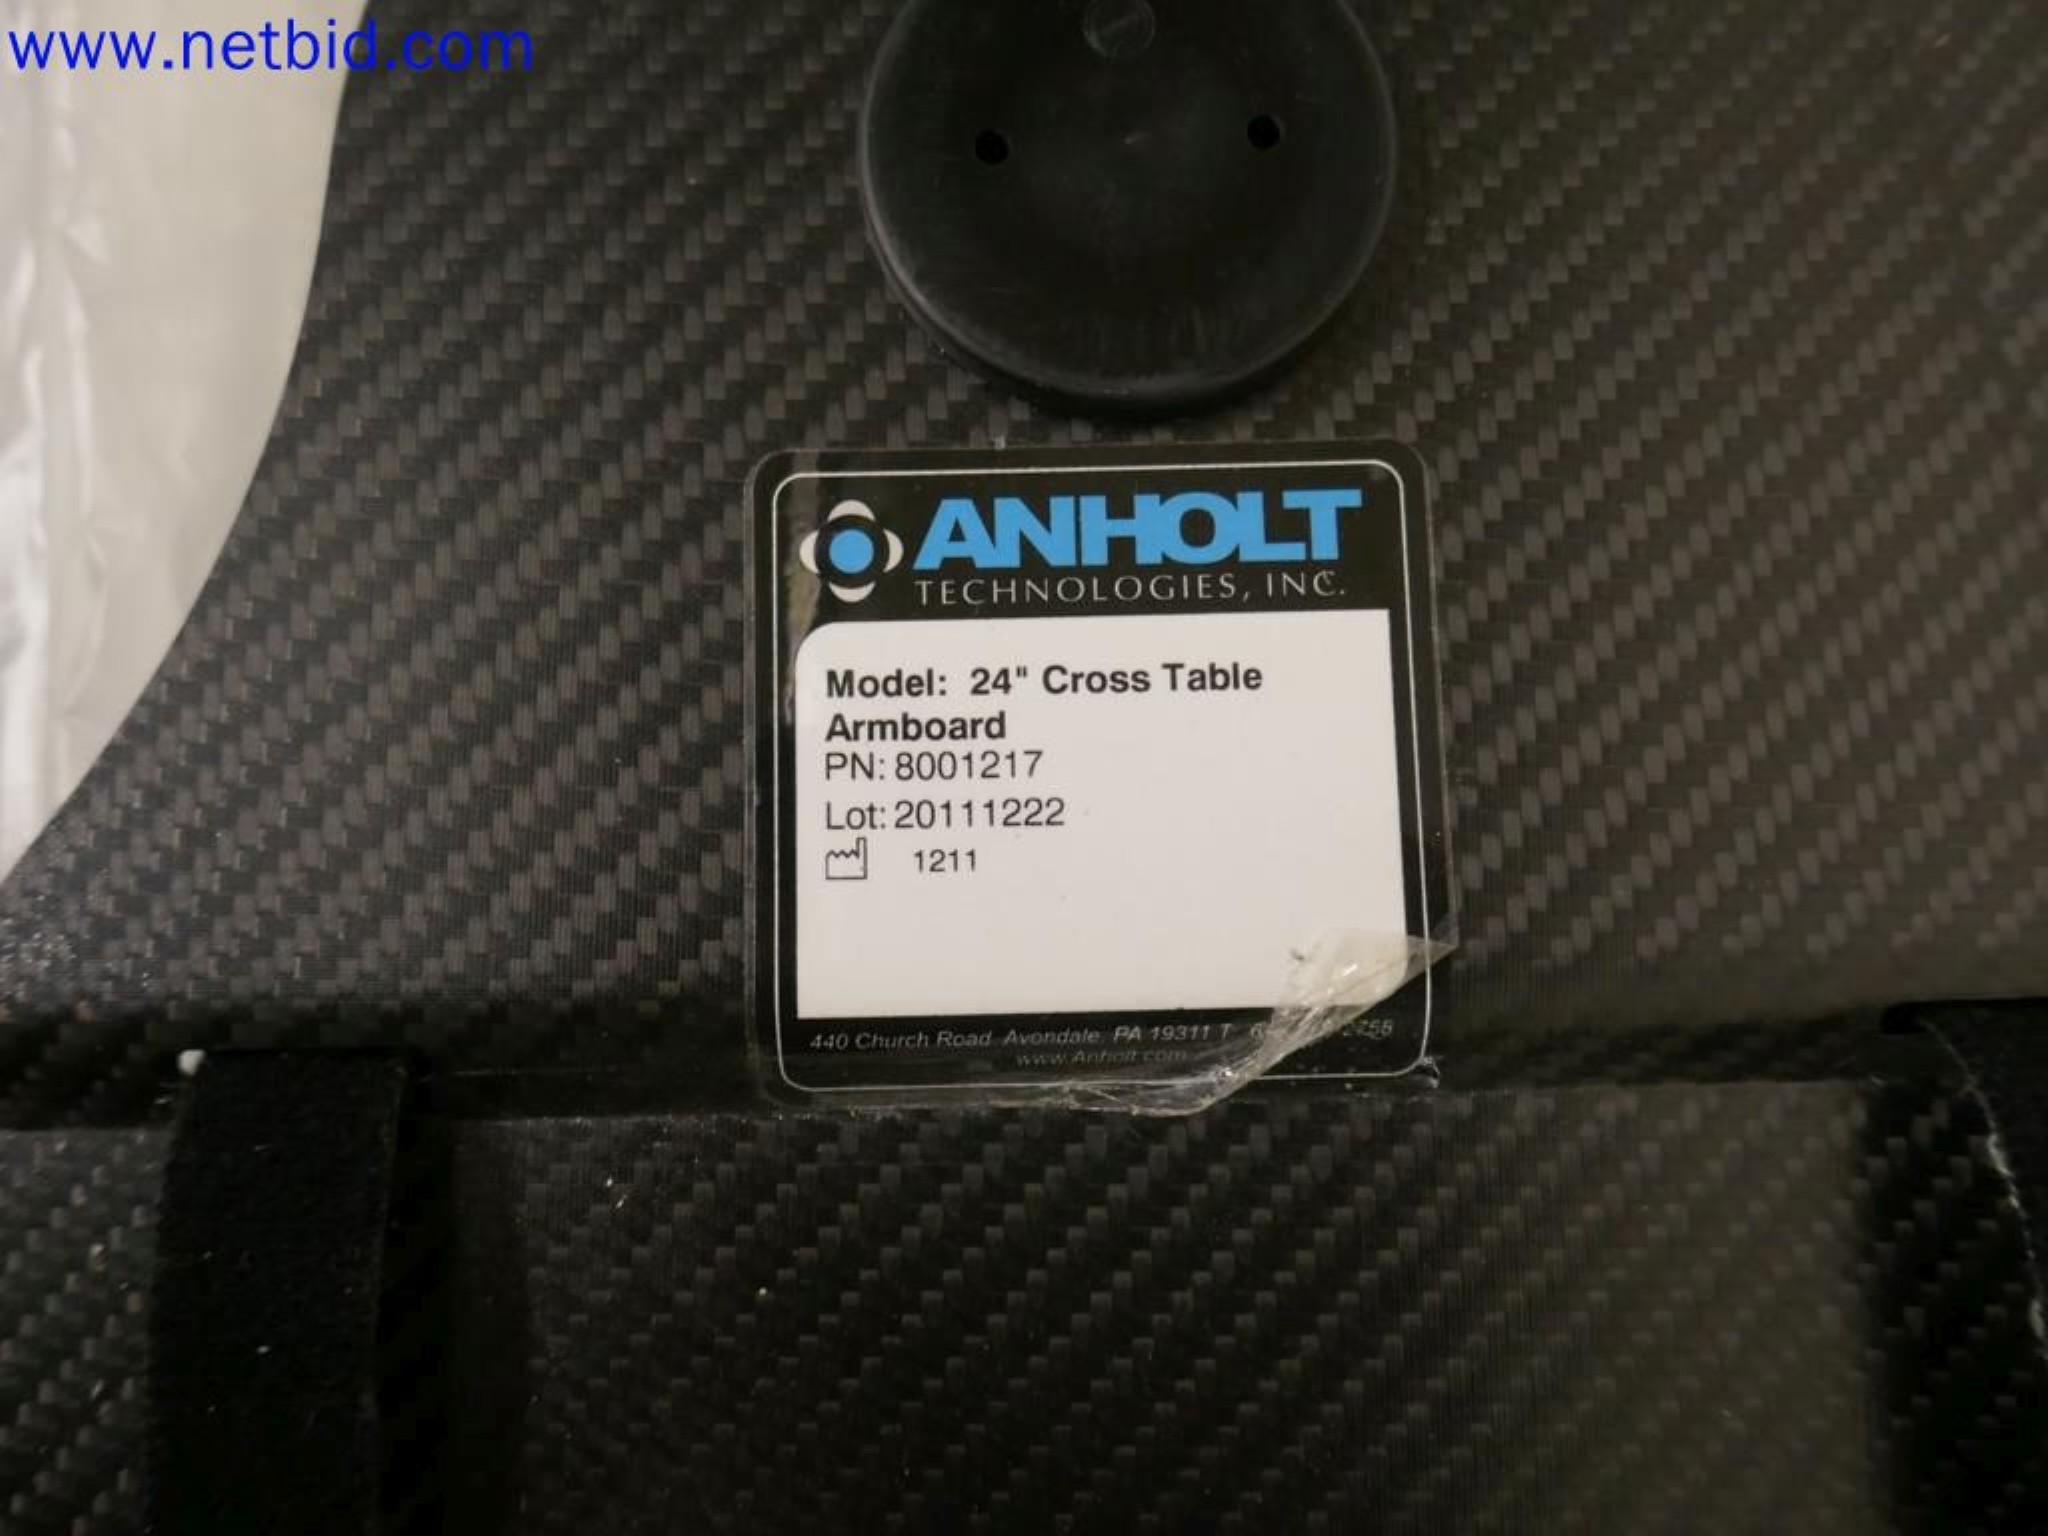 www.netbid.com
ANHOLT
TECHNOLOGIES, INC.
Model: 24" Cross Table
Armboard
PN: 8001217
Lot: 20111222
1211
440 Church Road Avondale, PA 19311 T
www.Anholt.com